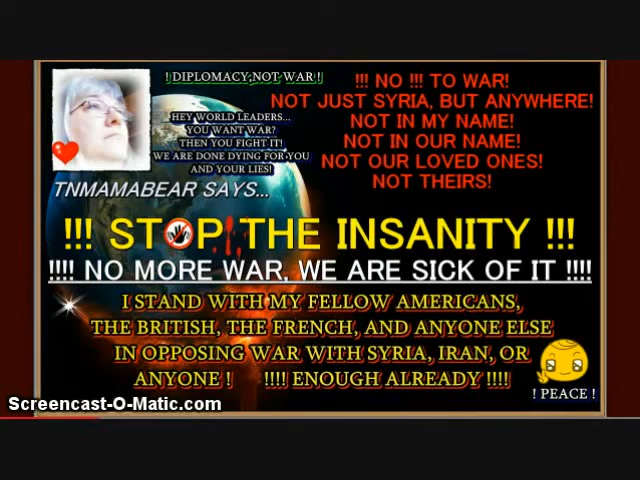 ! DIPLOMACY,NOT WAR !
HEY WORLD LEADERS...
YOU WANT WAR?
THEN YOU FIGHT IT!
WE ARE DONE DYING FOR YOU
AND YOUR LIES!
TNMAMABEAR SAYS...
!!! NO !!! TO WAR!
NOT JUST SYRIA, BUT ANYWHERE!
NOT IN MY NAME!
NOT IN OUR NAME!
NOT OUR LOVED ONES!
NOT THEIRS!
!!! STOP THE INSANITY !!!
!!!! NO MORE WAR, WE ARE SICK OF IT !!!!
I STAND WITH MY FELLOW AMERICANS,
THE BRITISH, THE FRENCH, AND ANYONE ELSE
IN OPPOSING WAR WITH SYRIA, IRAN, OR
ANYONE ! !!!! ENOUGH ALREADY !!!!
! PEACE !
Screencast-O-Matic.com